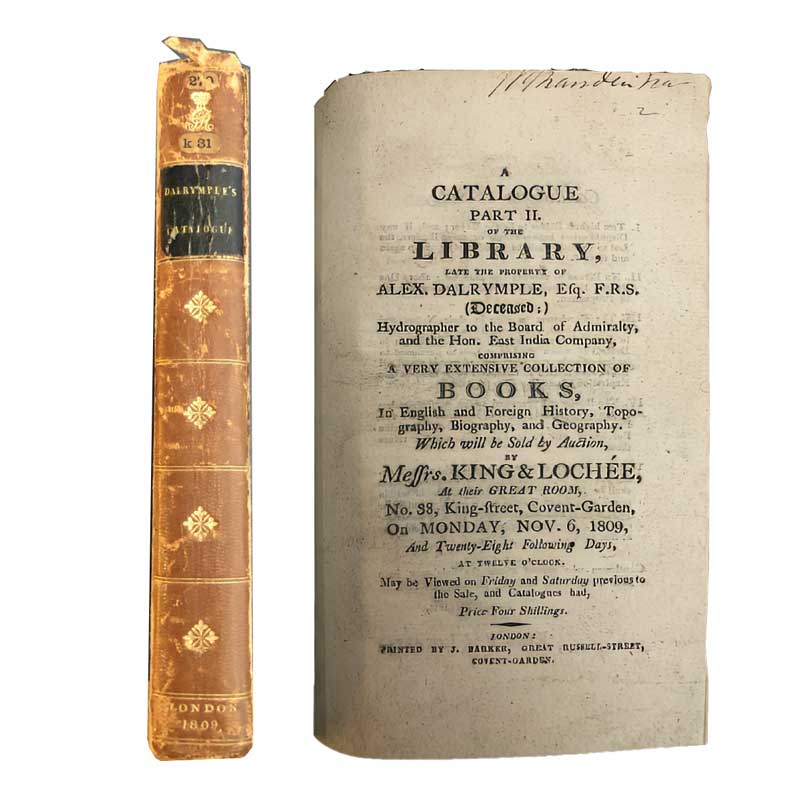 k 31
DALRYMPLE'S
CATALOGUE
LONDON
1809
A
CATALOGUE
PART II.
OF THE
LIBRARY,
LATE THE PROPERTY OF
ALEX. DALRYMPLE, Eſq. F.R.S.
(Deceased;)
Hydrographer to the Board of Admiralty,
and the Hon. East India Company,
COMPRISING
A VERY EXTENSIVE COLLECTION OF
BOOKS,
In English and Foreign History, Topo-
graphy, Biography, and Geography.
Which will be Sold by Auction,
BY
Meſſrs. KING & LOCHÉE,
At their GREAT ROOM,
No. 38, King-ſtreet, Covent-Garden,
On MONDAY, NOV. 6, 1809,
And Twenty-Eight Following Days,
AT TWELVE O'CLOCK.
May be Viewed on Friday and Saturday previous to
the Sale, and Catalogues had,
Price Four Shillings.
LONDON:
PRINTED BY J. BARKER, GREAT RUSSELL-STREET,
COVENT-GARDEN.